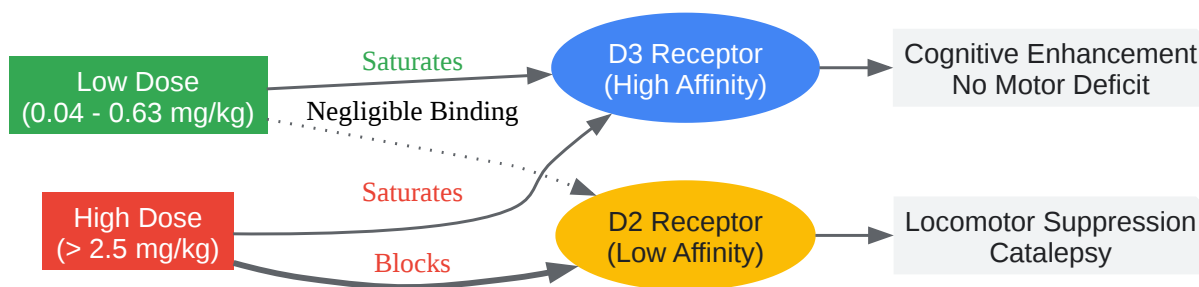 Low Dose
(0.04 - 0.63 mg/kg)
Saturates
Negligible Binding
D3 Receptor
(High Affinity)
Cognitive Enhancement
No Motor Deficit
High Dose
(> 2.5 mg/kg)
Saturates
Blocks
D2 Receptor
(Low Affinity)
Locomotor Suppression
Catalepsy